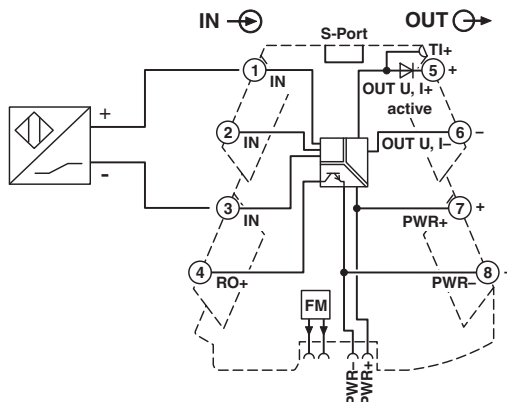 IN OUT
S-Port
TI+
1 IN 5 +
OUT U, I+
active
+
2 IN OUT U, I– 6 –
-
3 IN 7 +
PWR+
4 RO+ PWR– 8 –
FM
PWR-
PWR+